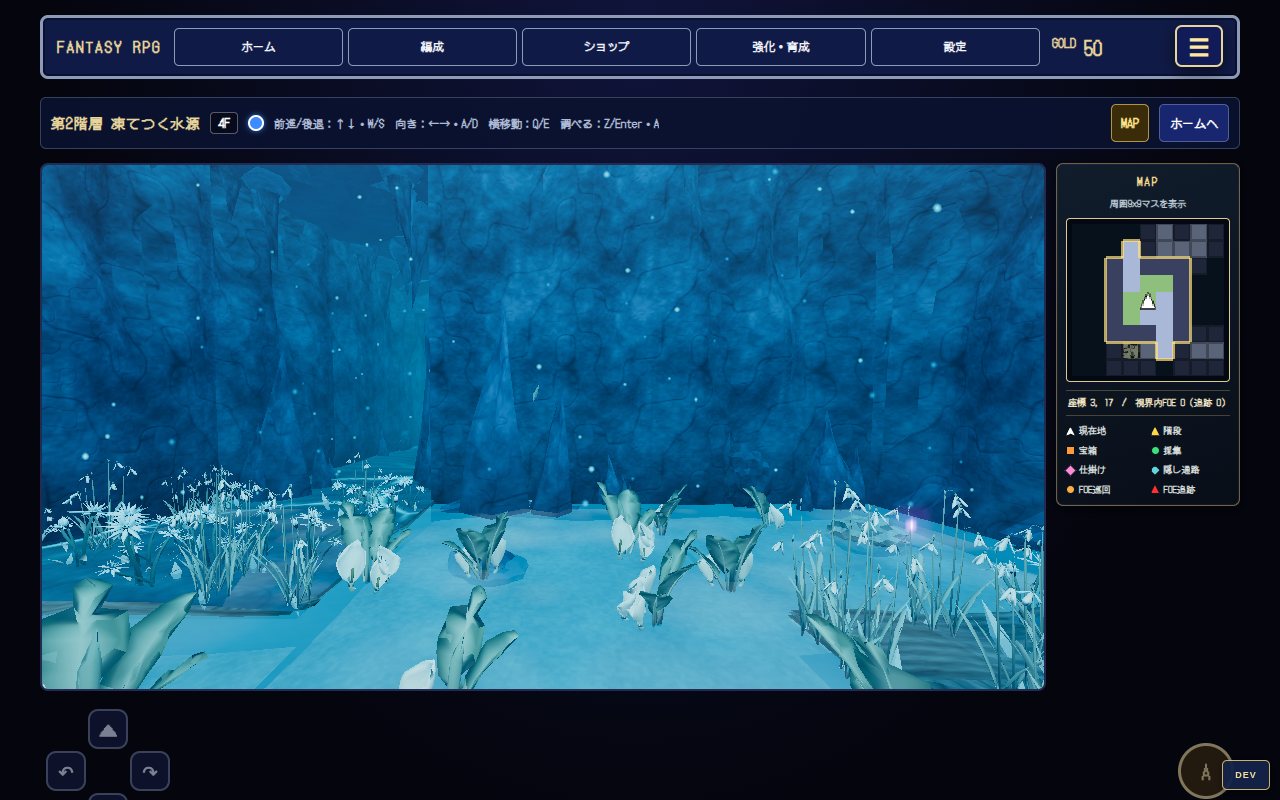 FANTASY RPG
ホーム
編成
ショップ
強化・育成
設定
GOLD 50
第2階層 凍てつく水源
4F
前進/後退：↑↓・W/S 向き：←→・A/D 横移動：Q/E 調べる：Z/Enter・A
MAP
ホームへ
MAP
周囲9x9マスを表示
座標 3, 17 / 視界内FOE 0 (追跡 0)
現在地
階段
宝箱
採集
仕掛け
隠し通路
FOE巡回
FOE追跡
A
DEV